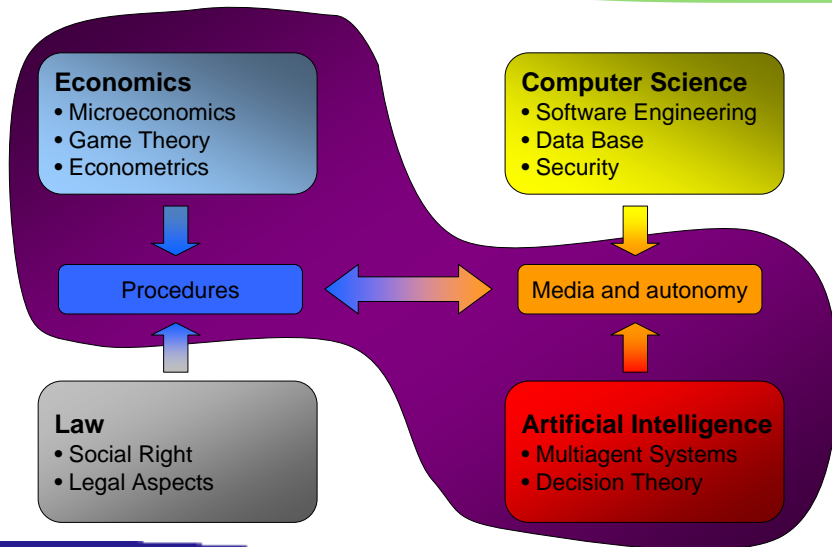 Economics
• Microeconomics
• Game Theory
• Econometrics
Computer Science
• Software Engineering
• Data Base
• Security
Procedures
Media and autonomy
Law
• Social Right
• Legal Aspects
Artificial Intelligence
• Multiagent Systems
• Decision Theory